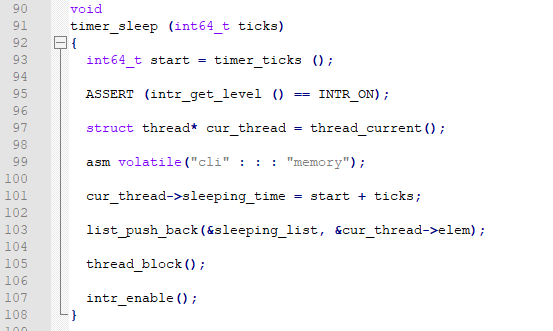 90 void
91 timer_sleep (int64_t ticks)
92 {
93 int64_t start = timer_ticks ();
94
95 ASSERT (intr_get_level () == INTR_ON);
96
97 struct thread* cur_thread = thread_current();
98
99 asm volatile("cli" : : : "memory");
100
101 cur_thread->sleeping_time = start + ticks;
102
103 list_push_back(&sleeping_list, &cur_thread->elem);
104
105 thread_block();
106
107 intr_enable();
108 }
109